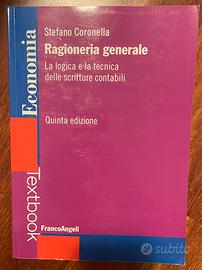 Stefano Coronella
Ragioneria generale
La logica e la tecnica
delle scritture contabili
Quinta edizione
Economia
Textbook
FrancoAngeli
subito